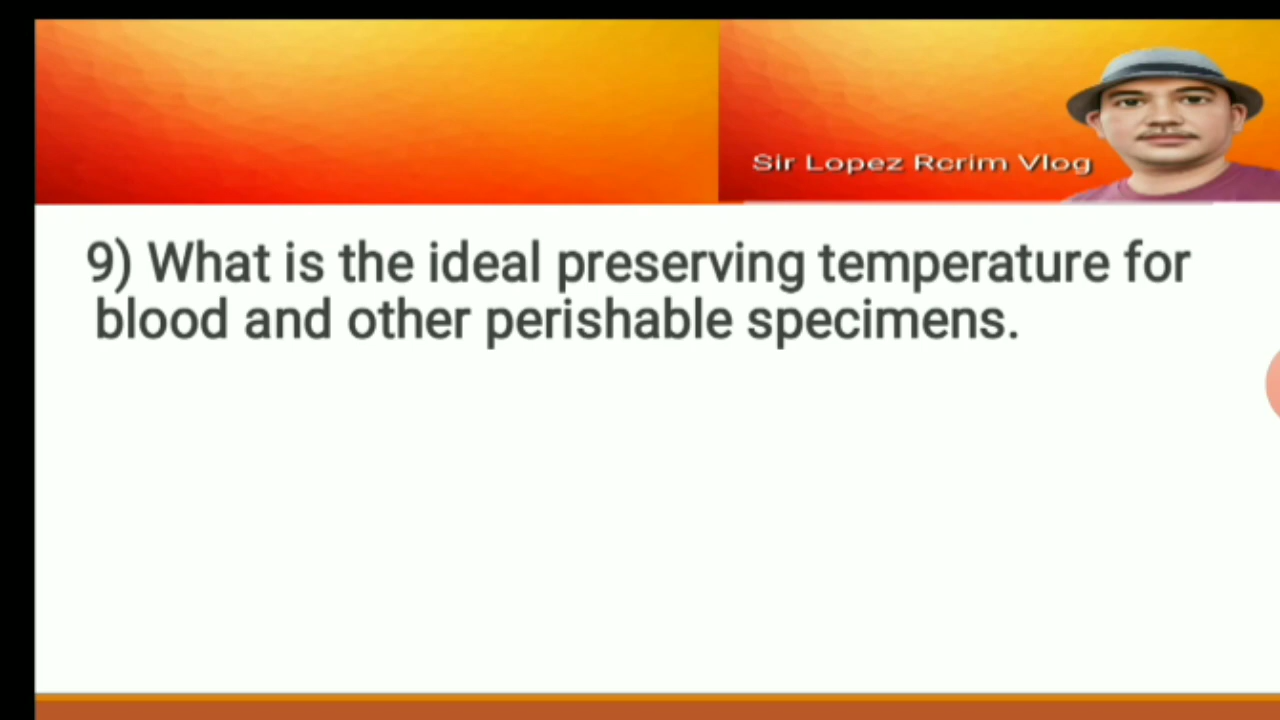 Sir Lopez Rcrim Vlog
9) What is the ideal preserving temperature for
blood and other perishable specimens.